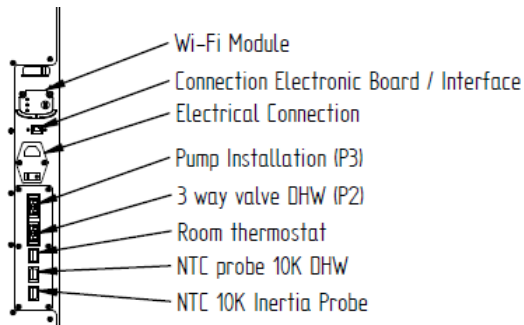 Wi-Fi Module
Connection Electronic Board / Interface
Electrical Connection
Pump Installation (P3)
3 way valve DHW (P2)
Room thermostat
NTC probe 10K DHW
NTC 10K Inertia Probe